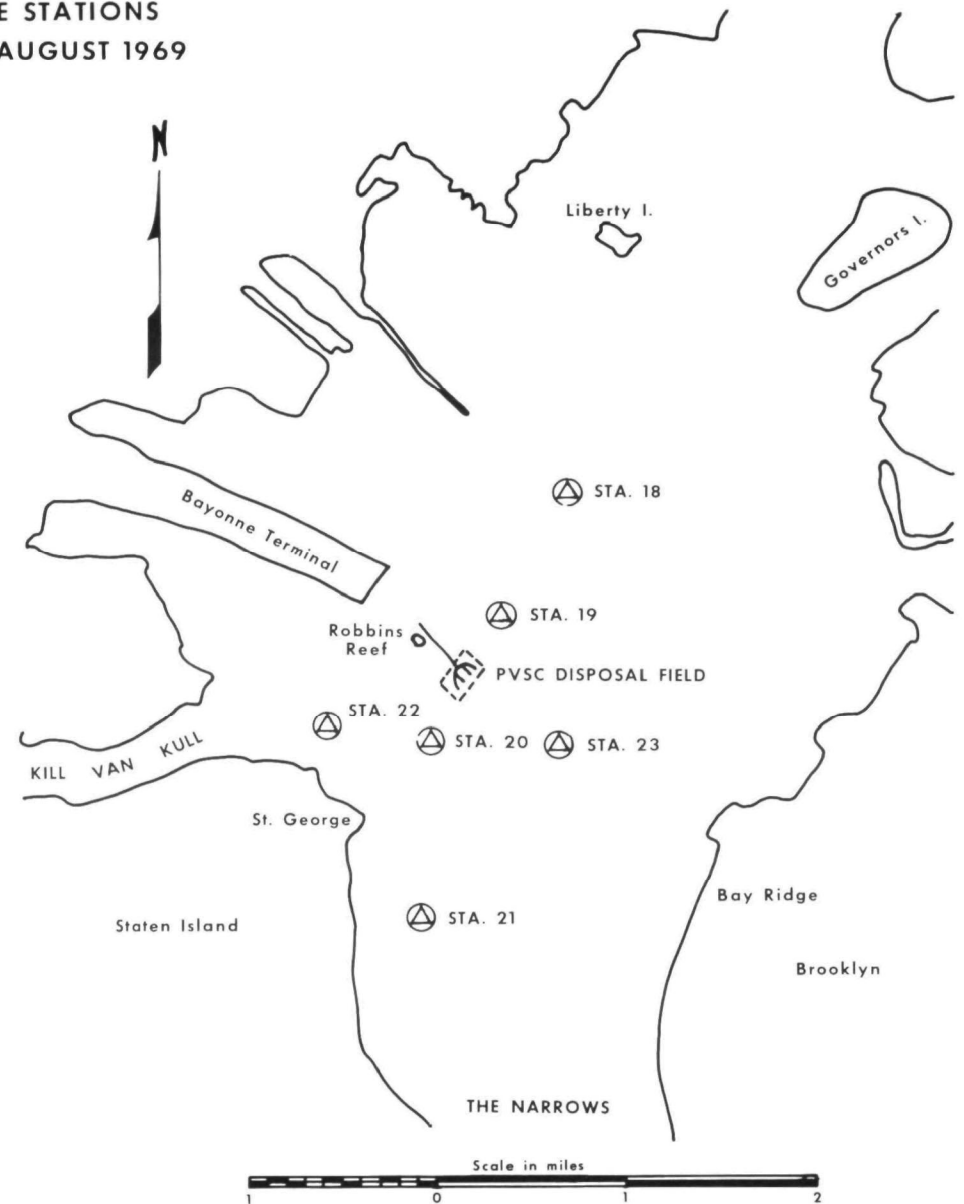 STATIONS
AUGUST 1969
N
Liberty I.
Governors I.
STA. 18
Bayonne Terminal
STA. 19
Robbins
Reef
PVSC DISPOSAL FIELD
STA. 22
STA. 20
STA. 23
KILL VAN KULL
St. George
Bay Ridge
STA. 21
Staten Island
Brooklyn
THE NARROWS
Scale in miles
1 0 1 2